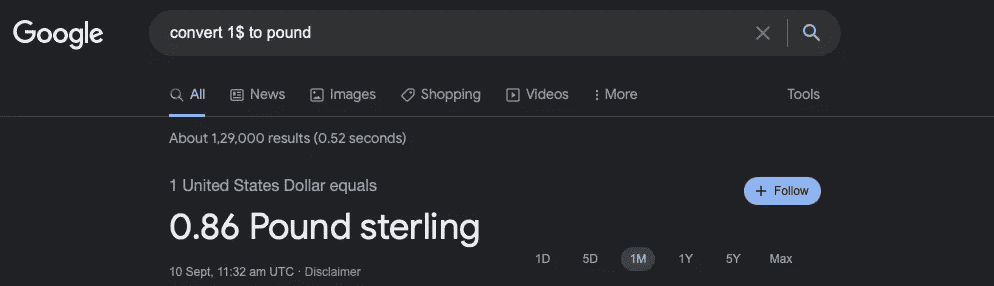 Google
convert 1$ to pound
All News Images Shopping Videos More Tools
About 1,29,000 results (0.52 seconds)
1 United States Dollar equals
+ Follow
0.86 Pound sterling
1D 5D 1M 1Y 5Y Max
10 Sept, 11:32 am UTC · Disclaimer